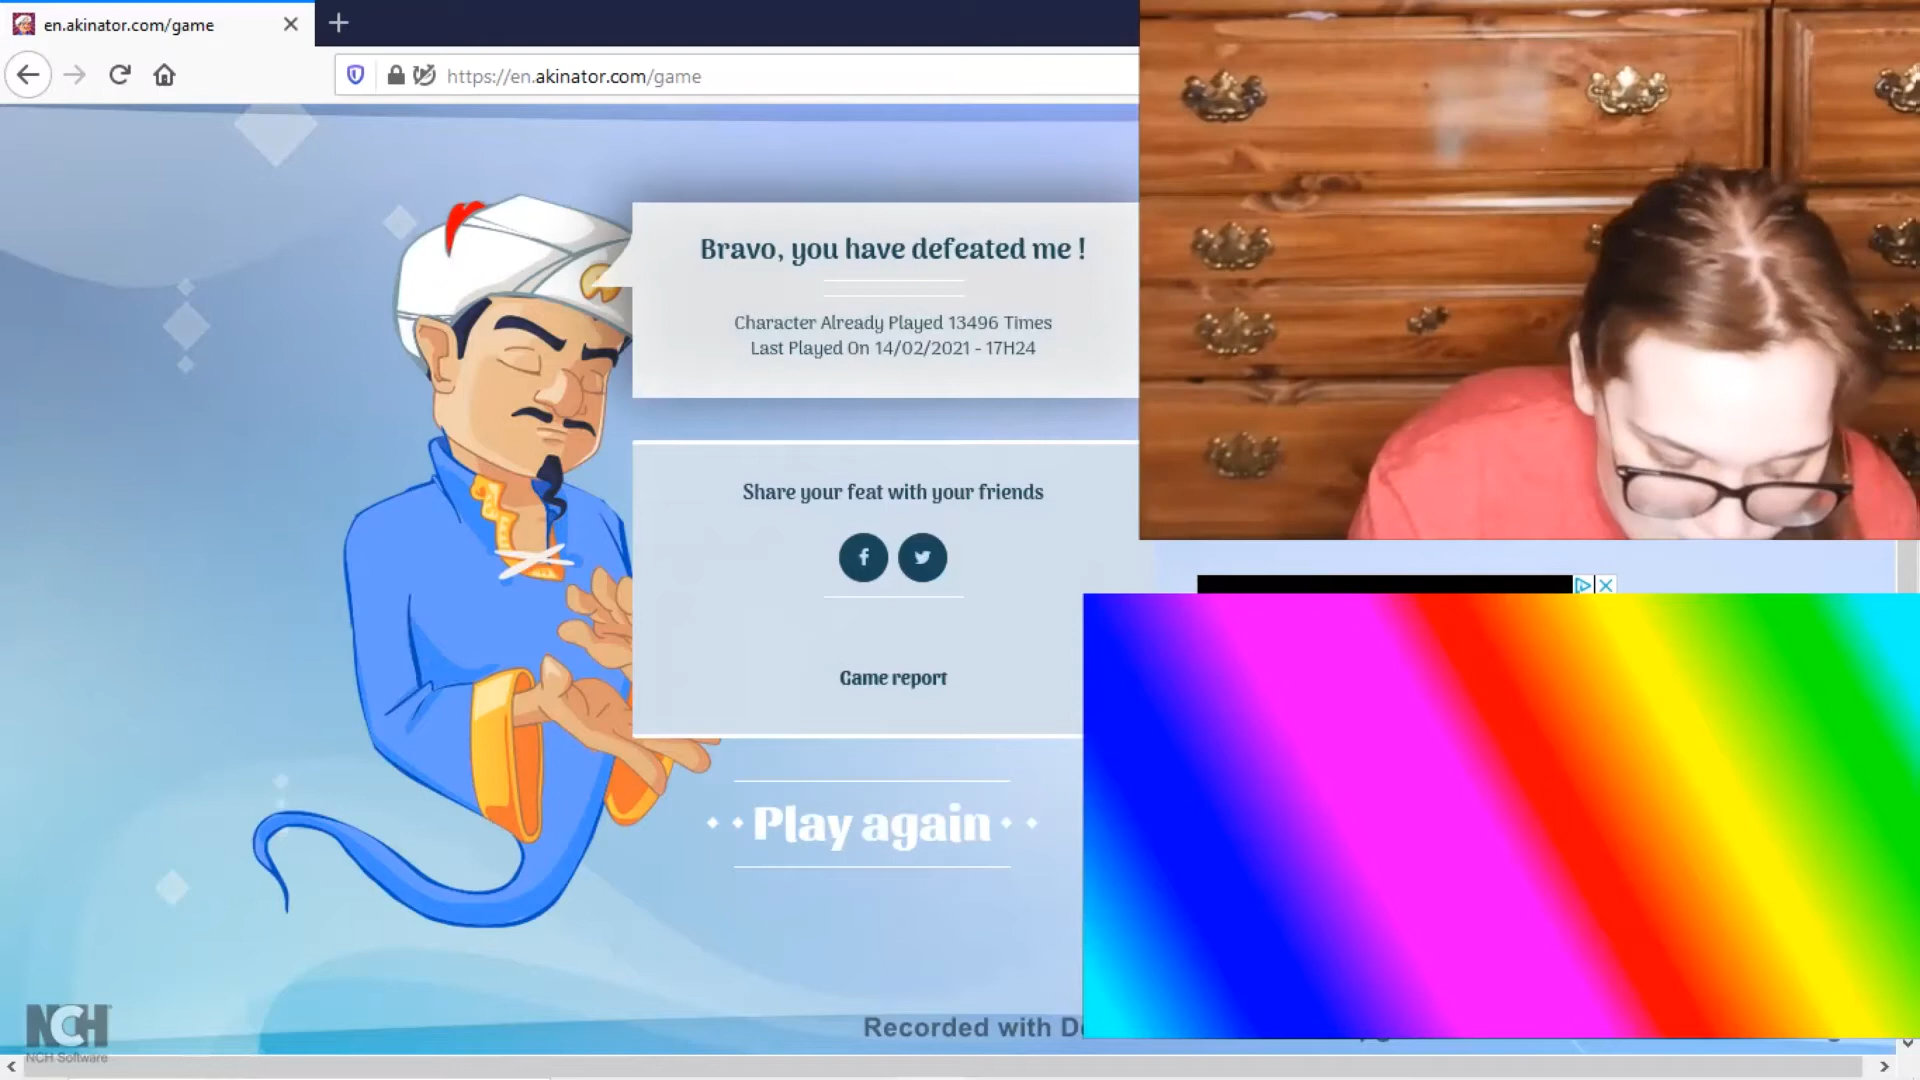 en.akinator.com/game
https://en.akinator.com/game
Bravo, you have defeated me !
Character Already Played 13496 Times
Last Played On 14/02/2021 - 17H24
Share your feat with your friends
Game report
Play again
NCH
NCH Software
Recorded with